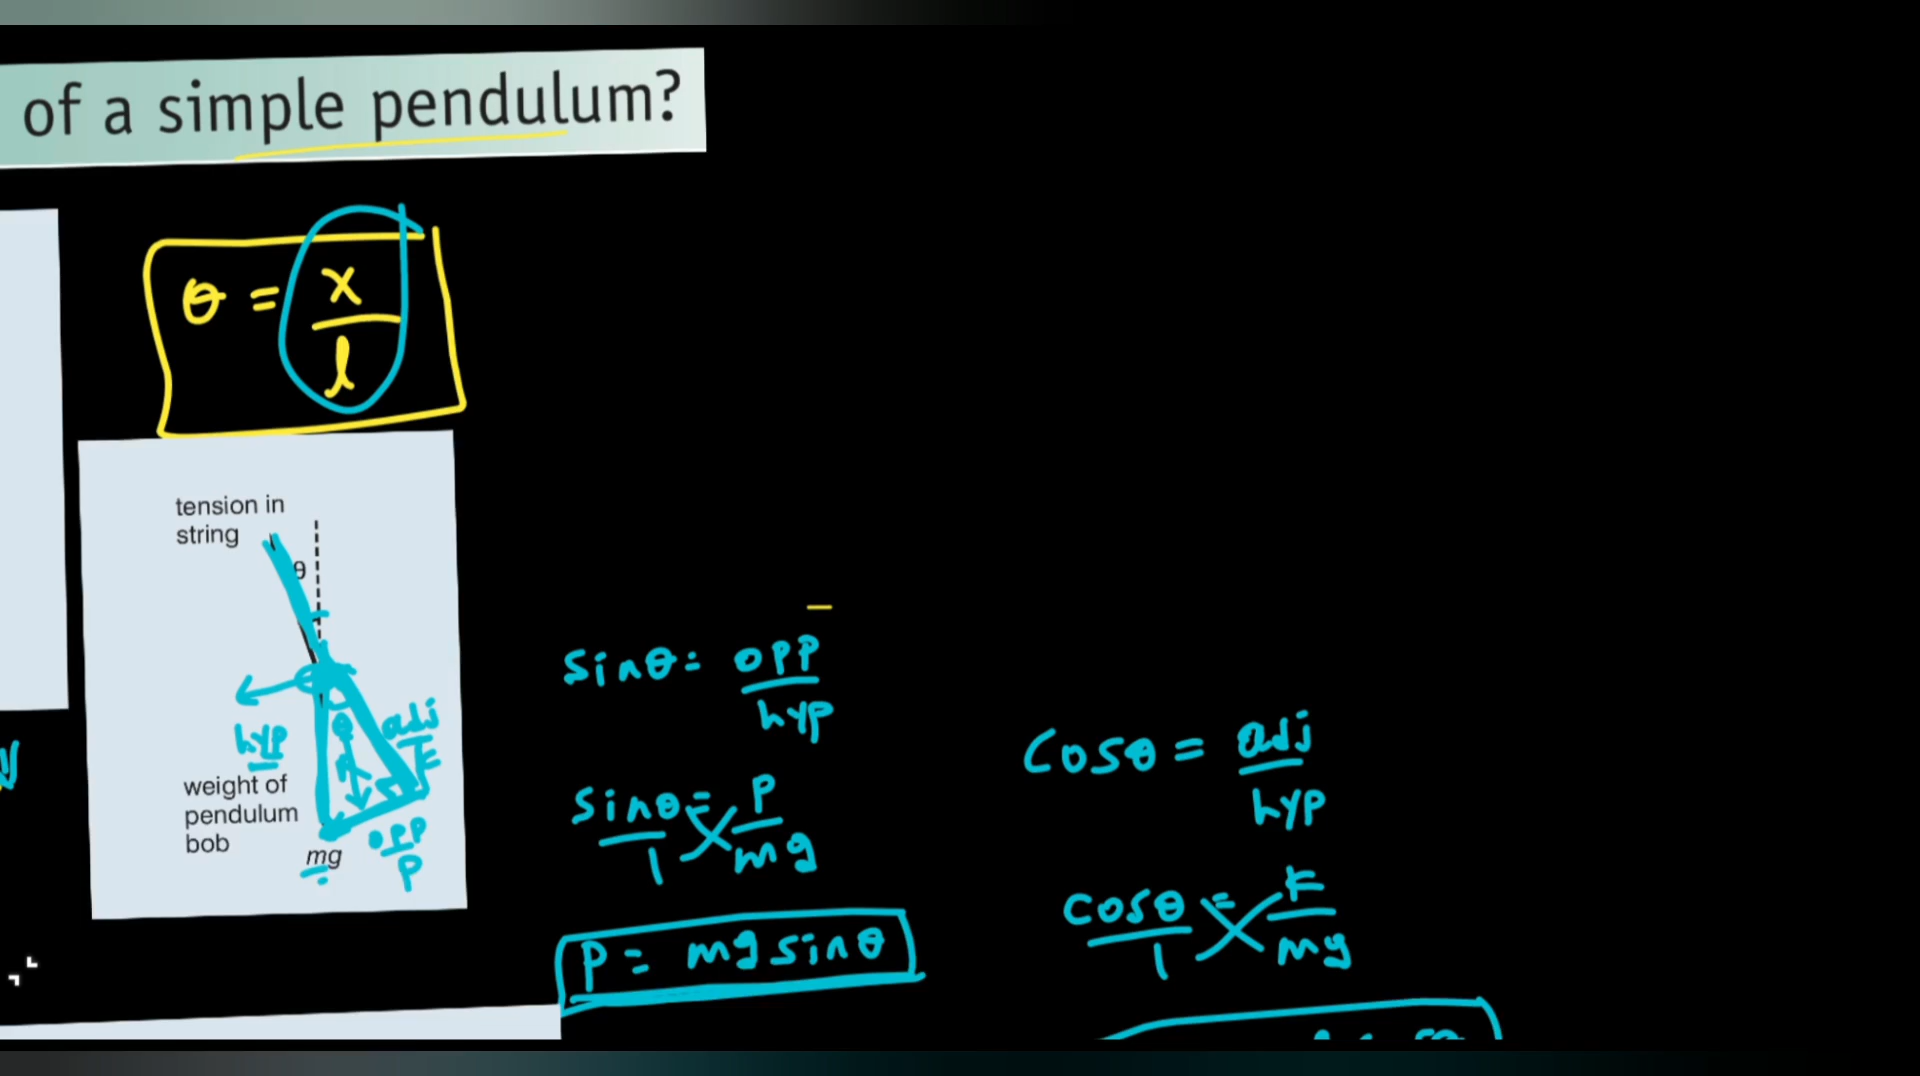 of a simple pendulum?
θ = x
l
tension in
string
θ
hyp
θ
adj
F
weight of
pendulum
bob
mg
opp
P
sinθ = opp
hyp
sinθ = P
1 mg
P = mg sinθ
Cosθ = adj
hyp
cosθ = F
1 mg